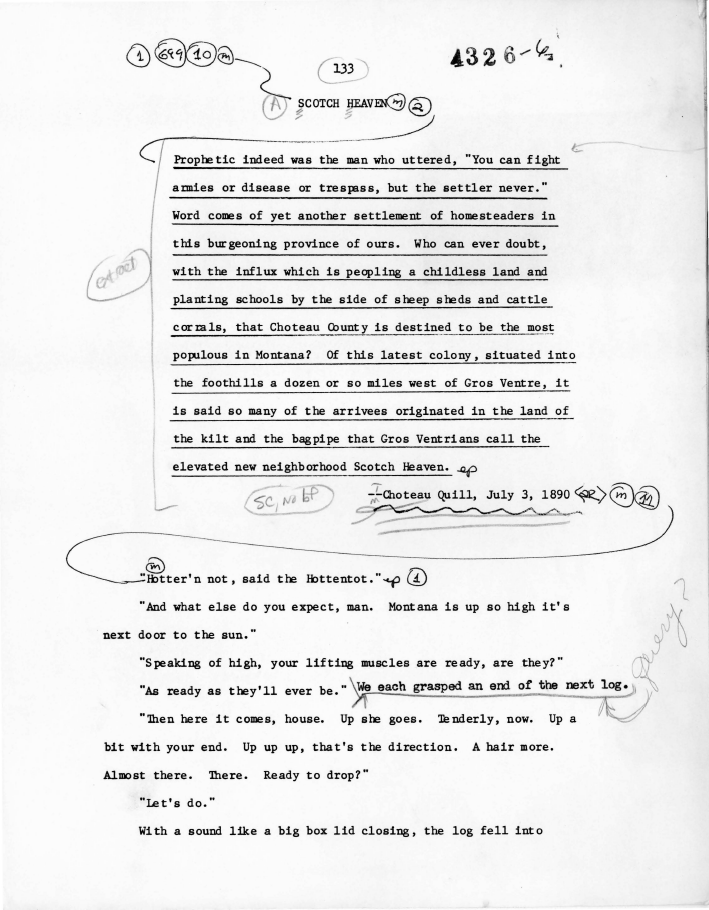 1 699 10 m
133
4326-
A SCOTCH HEAVEN m 2
Prophetic indeed was the man who uttered, "You can fight
armies or disease or trespass, but the settler never."
Word comes of yet another settlement of homesteaders in
this burgeoning province of ours.  Who can ever doubt,
with the influx which is peopling a childless land and
planting schools by the side of sheep sheds and cattle
corrals, that Choteau County is destined to be the most
populous in Montana?  Of this latest colony, situated into
the foothills a dozen or so miles west of Gros Ventre, it
is said so many of the arrivees originated in the land of
the kilt and the bagpipe that Gros Ventrians call the
elevated new neighborhood Scotch Heaven.
extract
SC, No bf
--Choteau Quill, July 3, 1890 m
m
"Hotter'n not, said the Hottentot." 1
"And what else do you expect, man.  Montana is up so high it's
next door to the sun."
"Speaking of high, your lifting muscles are ready, are they?"
"As ready as they'll ever be." We each grasped an end of the next log.
query?
"Then here it comes, house.  Up she goes.  Tenderly, now.  Up a
bit with your end.  Up up up, that's the direction.  A hair more.
Almost there.  There.  Ready to drop?"
"Let's do."
With a sound like a big box lid closing, the log fell into